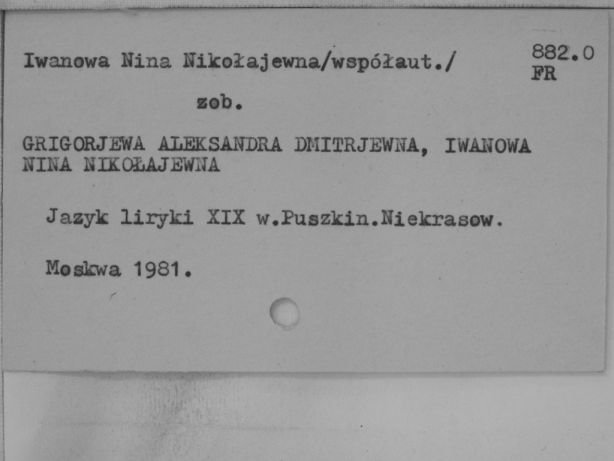 Iwanowa Nina Nikołajewna/współaut./
882.0
FR
zob.
GRIGORJEWA ALEKSANDRA DMITRJEWNA, IWANOWA
NINA NIKOŁAJEWNA
Jazyk liryki XIX w.Puszkin.Niekrasow.
Moskwa 1981.